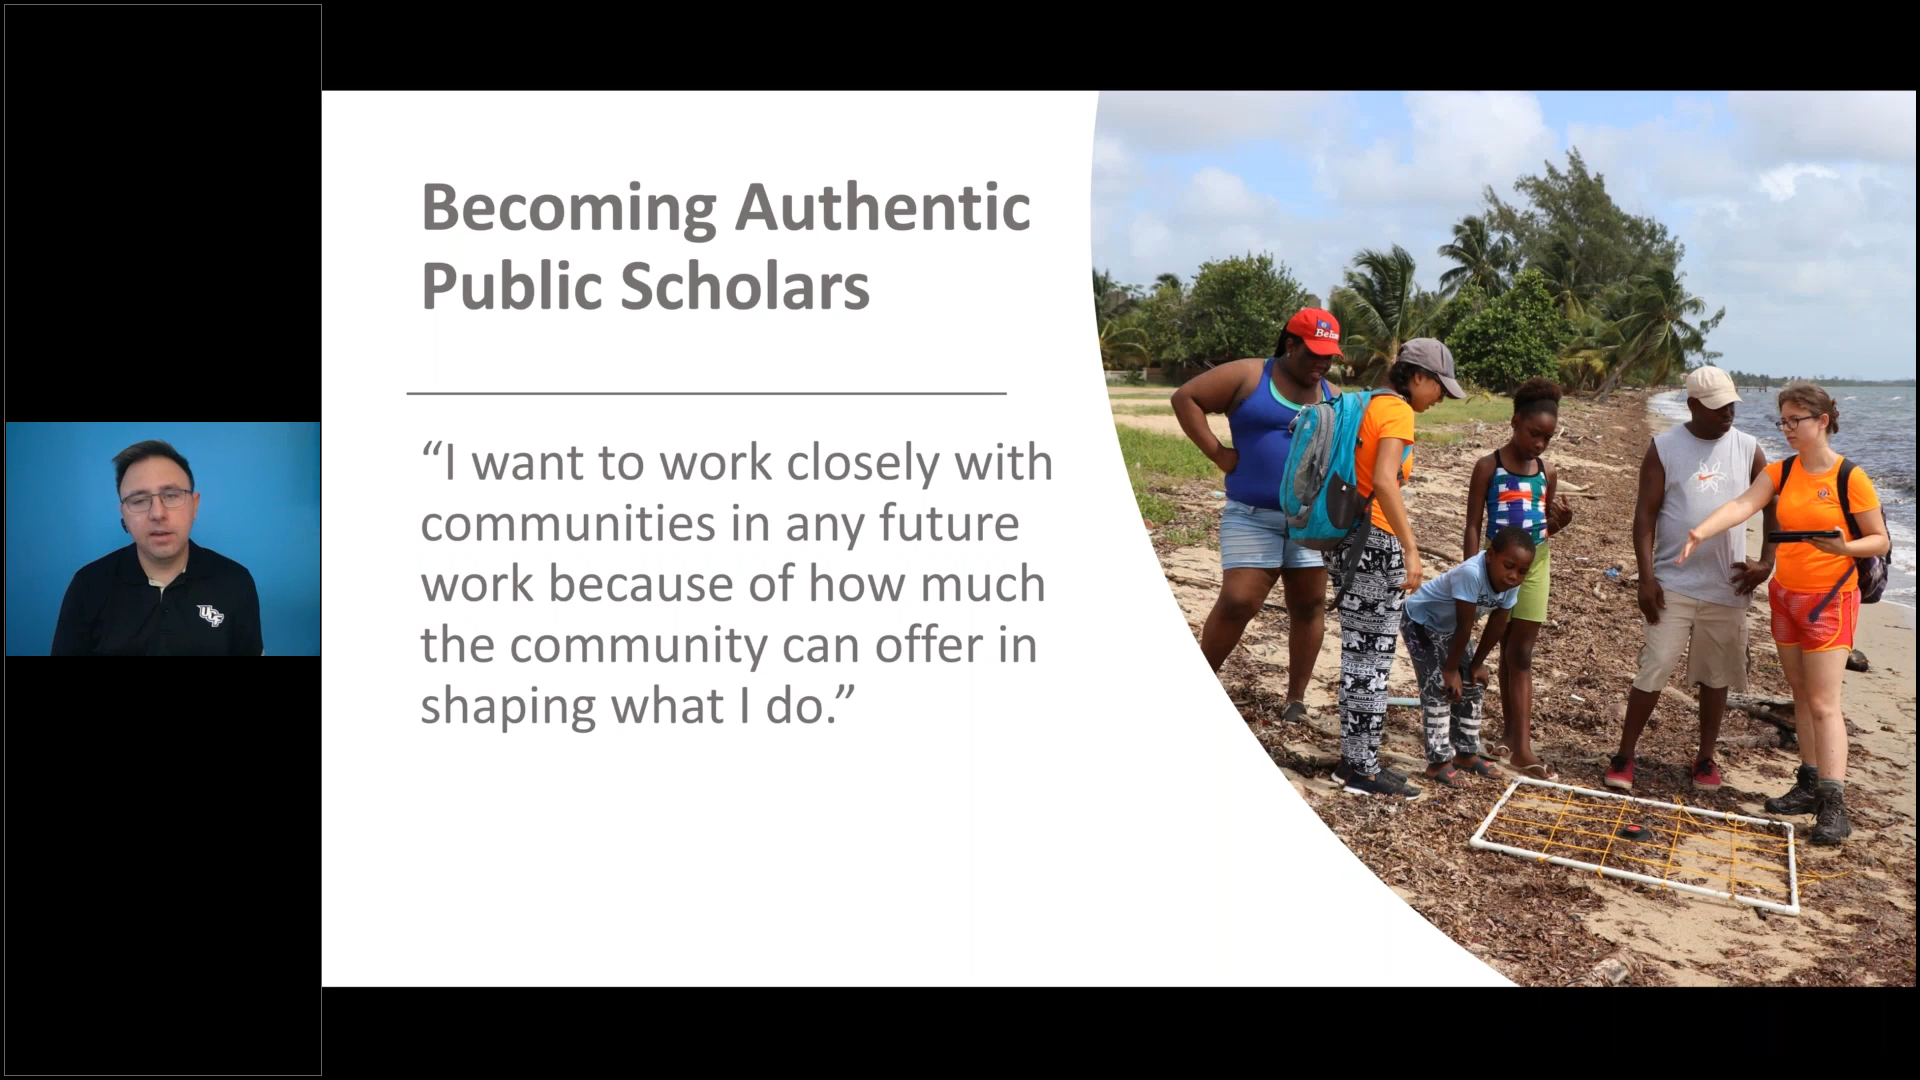 Becoming Authentic
Public Scholars
“I want to work closely with
communities in any future
work because of how much
the community can offer in
shaping what I do.”
UCF